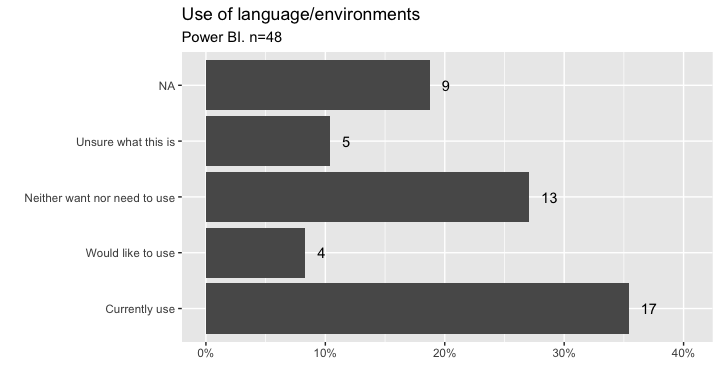 Use of language/environments
Power BI. n=48
NA
9
Unsure what this is
5
Neither want nor need to use
13
Would like to use
4
Currently use
17
0%
10%
20%
30%
40%